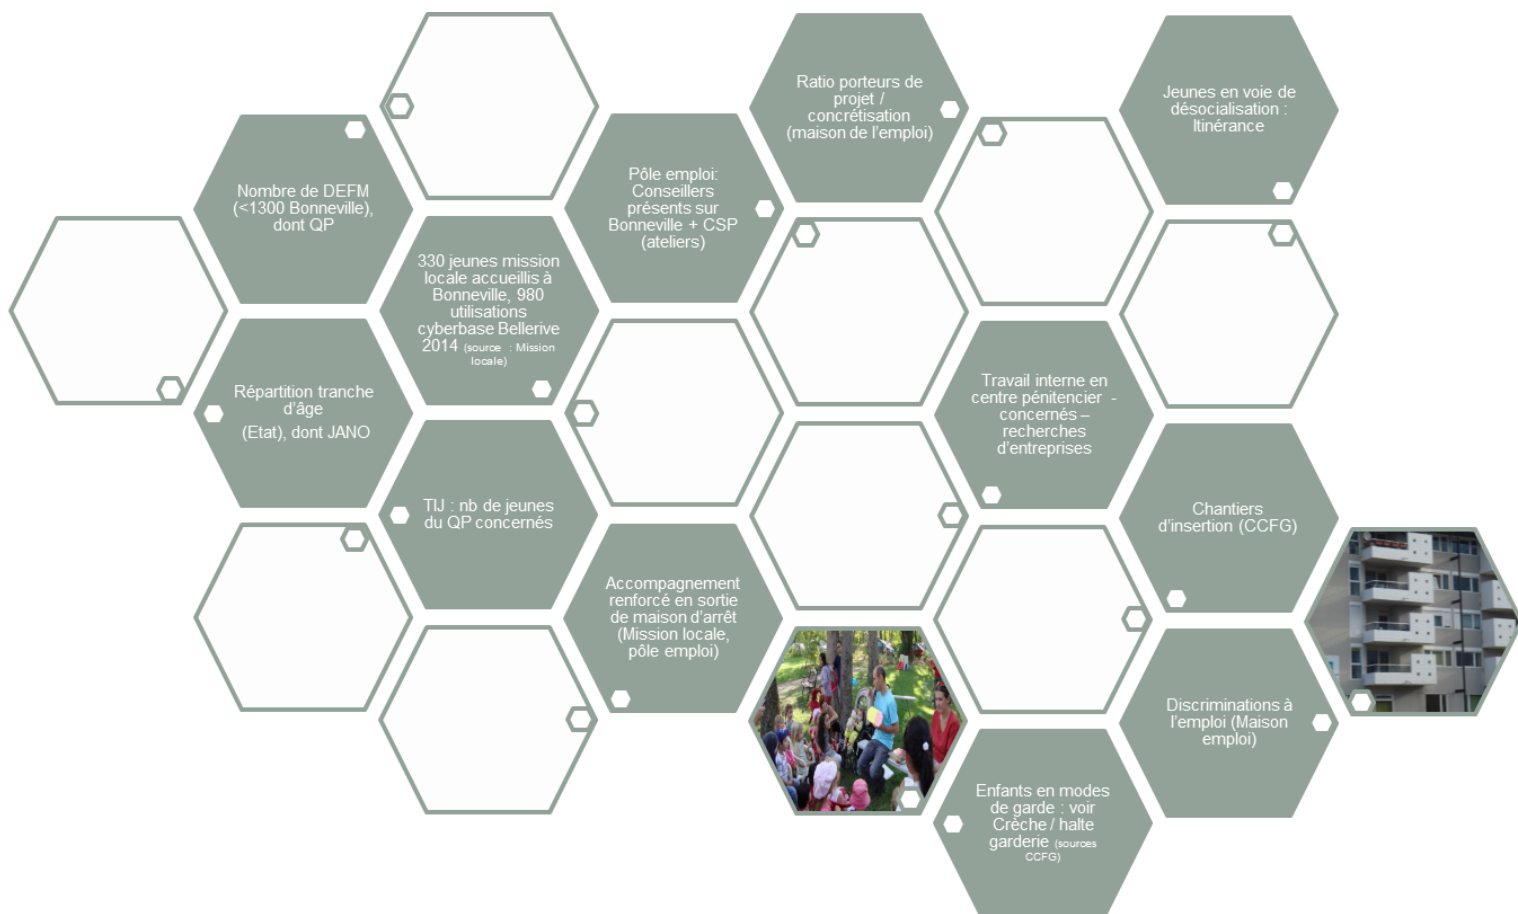 Ratio porteurs de
projet /
concrétisation
(maison de l'emploi)
Jeunes en voie de
désocialisation :
Itinérance
Nombre de DEFM
(<1300 Bonneville),
dont QP
Pôle emploi:
Conseillers
présents sur
Bonneville + CSP
(ateliers)
330 jeunes mission
locale accueillis à
Bonneville, 980
utilisations
cyberbase Bellerive
2014 (source : Mission
locale)
Répartition tranche
d'âge
(Etat), dont JANO
Travail interne en
centre pénitencier -
concernés –
recherches
d'entreprises
TIJ : nb de jeunes
du QP concernés
Chantiers
d'insertion (CCFG)
Accompagnement
renforcé en sortie
de maison d'arrêt
(Mission locale,
pôle emploi)
Discriminations à
l'emploi (Maison
emploi)
Enfants en modes
de garde : voir
Crèche / halte
garderie (sources
CCFG)